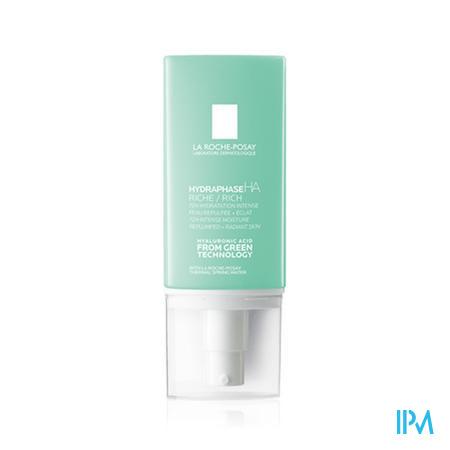 LA ROCHE-POSAY
LABORATOIRE DERMATOLOGIQUE
HYDRAPHASE HA
RICHE / RICH
72H HYDRATATION INTENSE
PEAU REPULPÉE + ÉCLAT
72H INTENSE MOISTURE
REPLUMPED + RADIANT SKIN
HYALURONIC ACID
FROM GREEN
TECHNOLOGY
WITH LA ROCHE-POSAY
THERMAL SPRING WATER
IPM